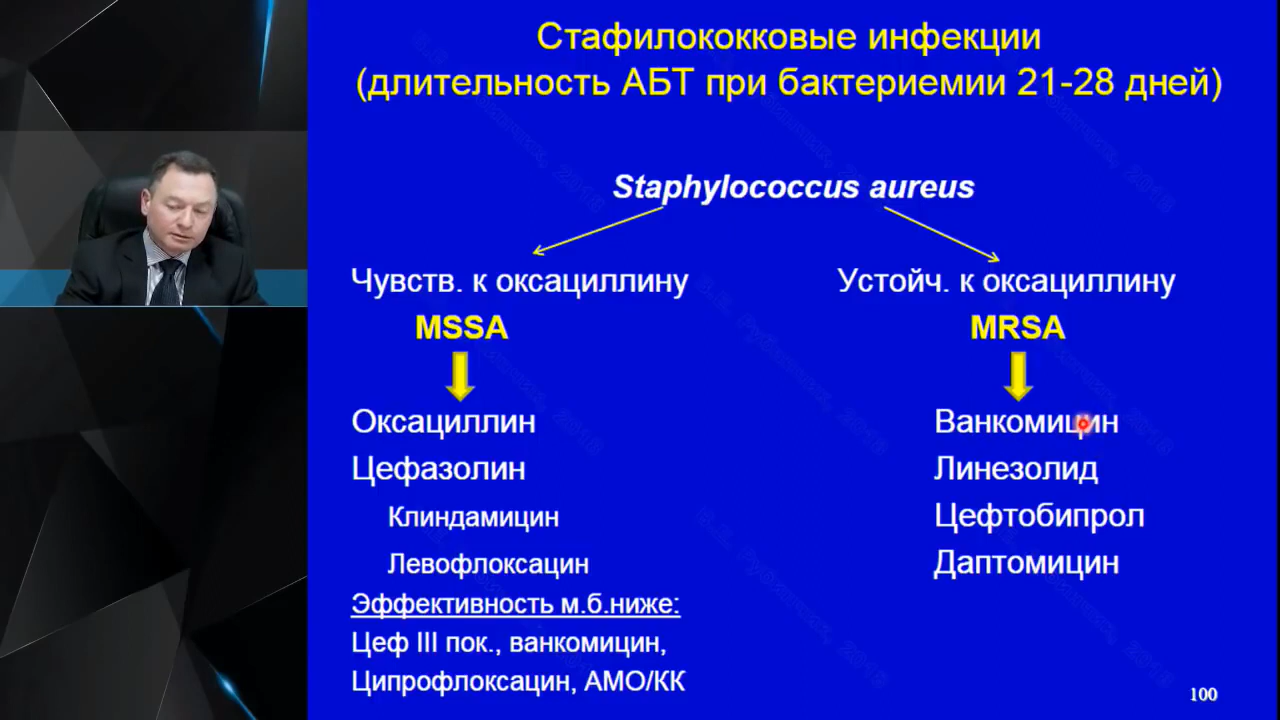 Стафилококковые инфекции
(длительность АБТ при бактериемии 21-28 дней)
Staphylococcus aureus
Чувств. к оксациллину
MSSA
Оксациллин
Цефазолин
Клиндамицин
Левофлоксацин
Эффективность м.б.ниже:
Цеф III пок., ванкомицин,
Ципрофлоксацин, АМО/КК
Устойч. к оксациллину
MRSA
Ванкомицин
Линезолид
Цефтобипрол
Даптомицин
100